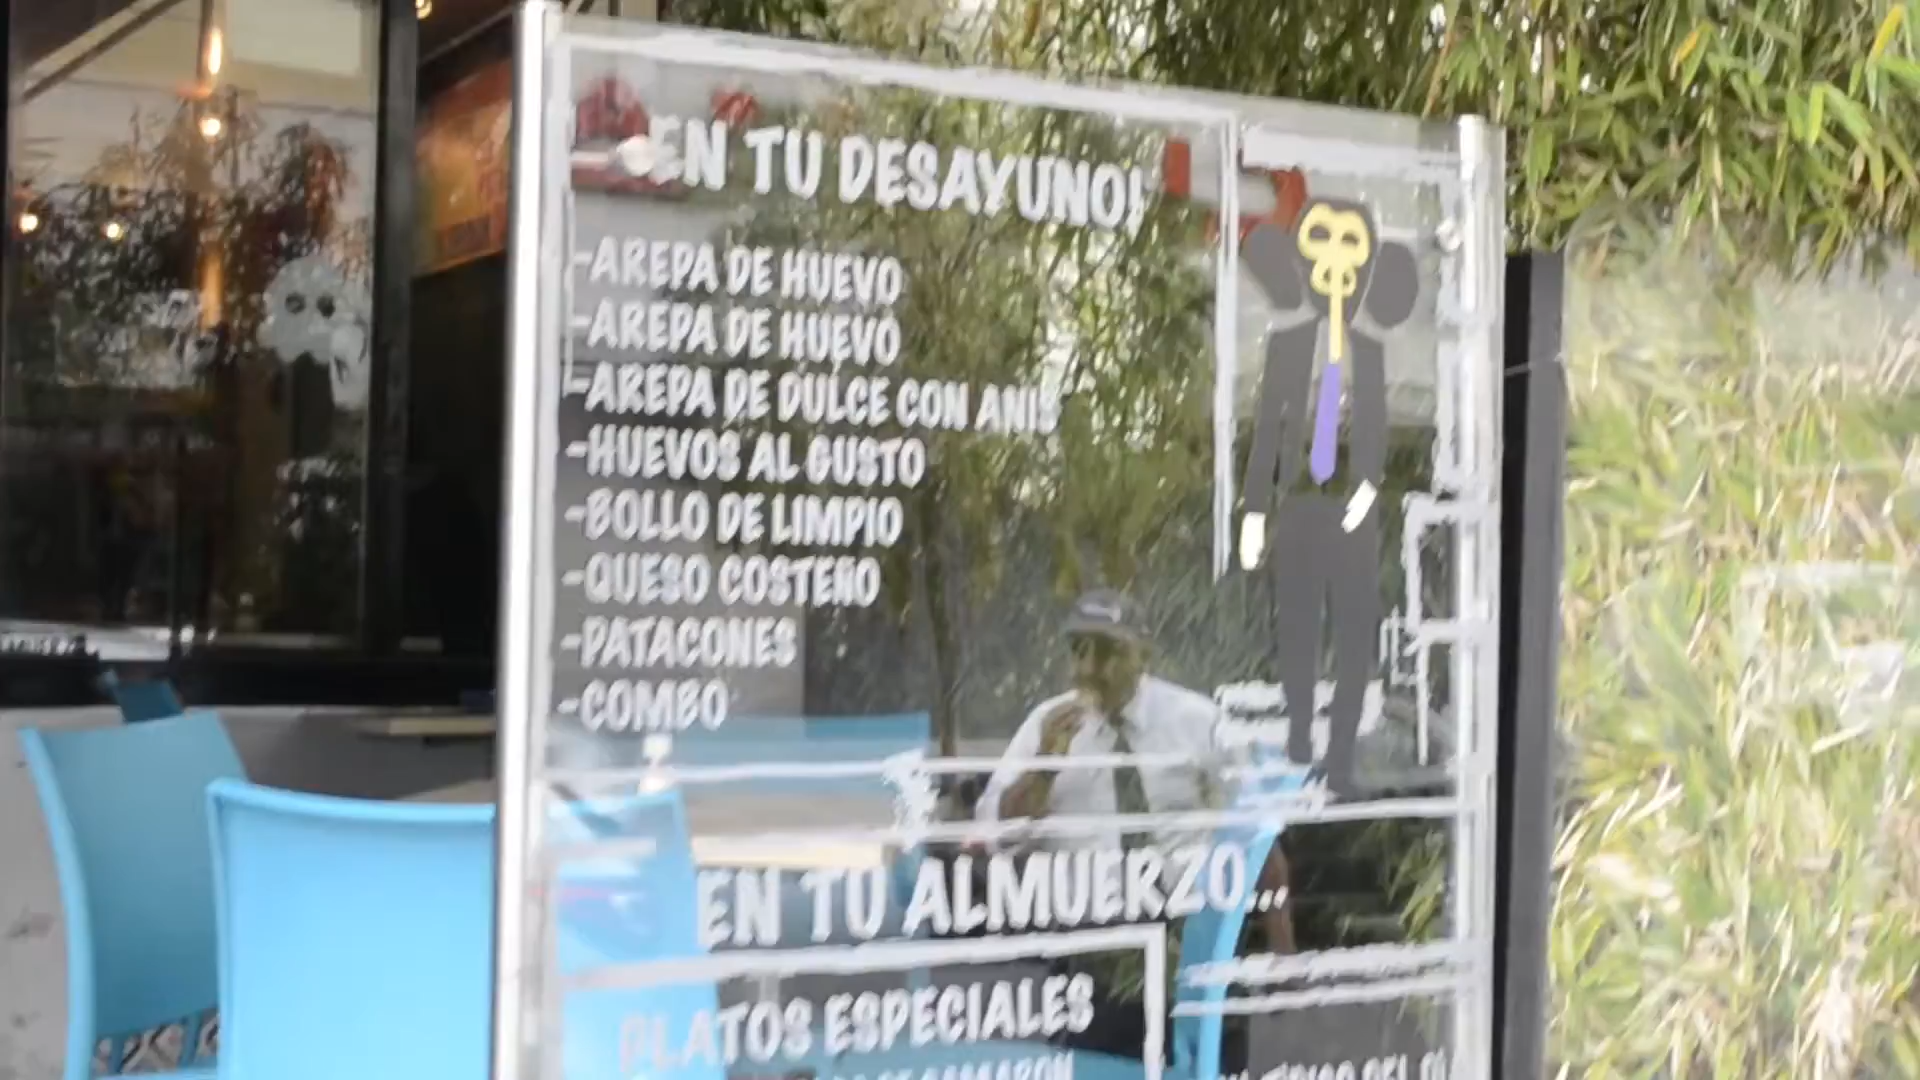 EN TU DESAYUNO!
-AREPA DE HUEVO
-AREPA DE HUEVO
-AREPA DE DULCE CON ANIS
-HUEVOS AL GUSTO
-BOLLO DE LIMPIO
-QUESO COSTEÑO
-PATACONES
-COMBO
EN TU ALMUERZO...
PLATOS ESPECIALES